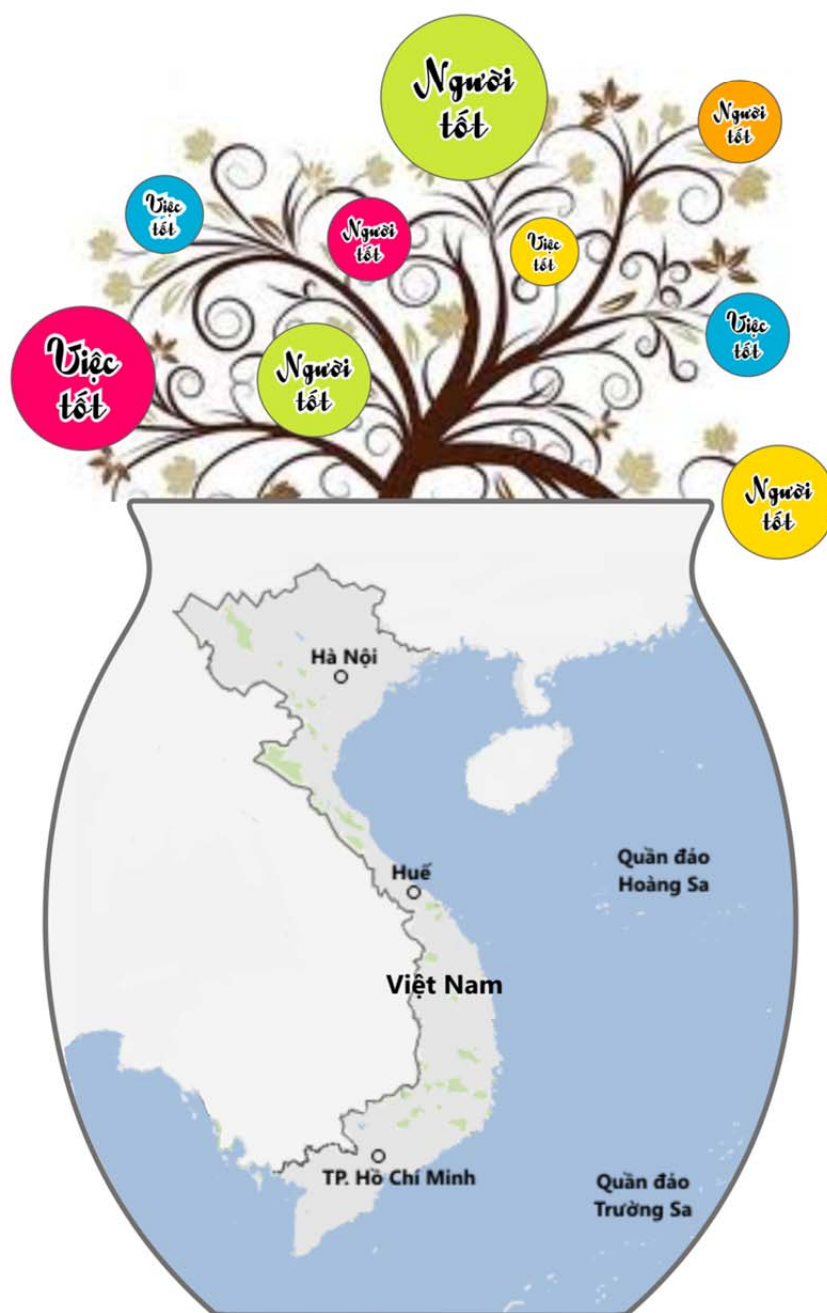 Người
tốt
Người
tốt
Việc
tốt
Người
tốt
Việc
tốt
Việc
tốt
Việc
tốt
Người
tốt
Người
tốt
Hà Nội
Quần đảo
Hoàng Sa
Huế
Việt Nam
TP. Hồ Chí Minh
Quần đảo
Trường Sa